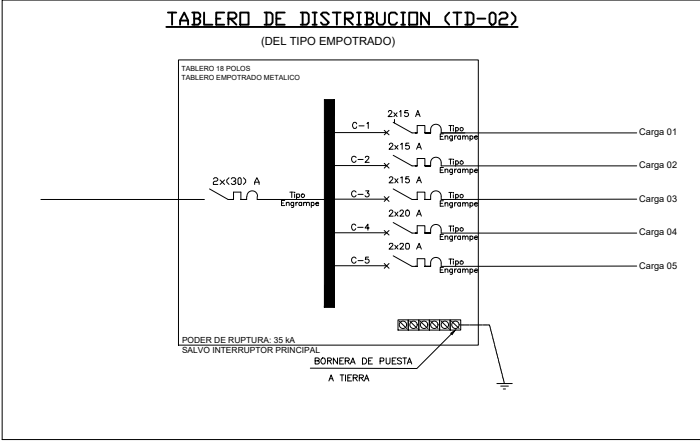 TABLERO DE DISTRIBUCION (TD-02)
(DEL TIPO EMPOTRADO)
TABLERO 18 POLOS
TABLERO EMPOTRADO METALICO
2x(30) A
Tipo
Engrampe
C-1
2x15 A
Tipo
Engrampe
Carga 01
C-2
2x15 A
Tipo
Engrampe
Carga 02
C-3
2x15 A
Tipo
Engrampe
Carga 03
C-4
2x20 A
Tipo
Engrampe
Carga 04
C-5
2x20 A
Tipo
Engrampe
Carga 05
PODER DE RUPTURA: 35 kA
SALVO INTERRUPTOR PRINCIPAL
BORNERA DE PUESTA
A TIERRA